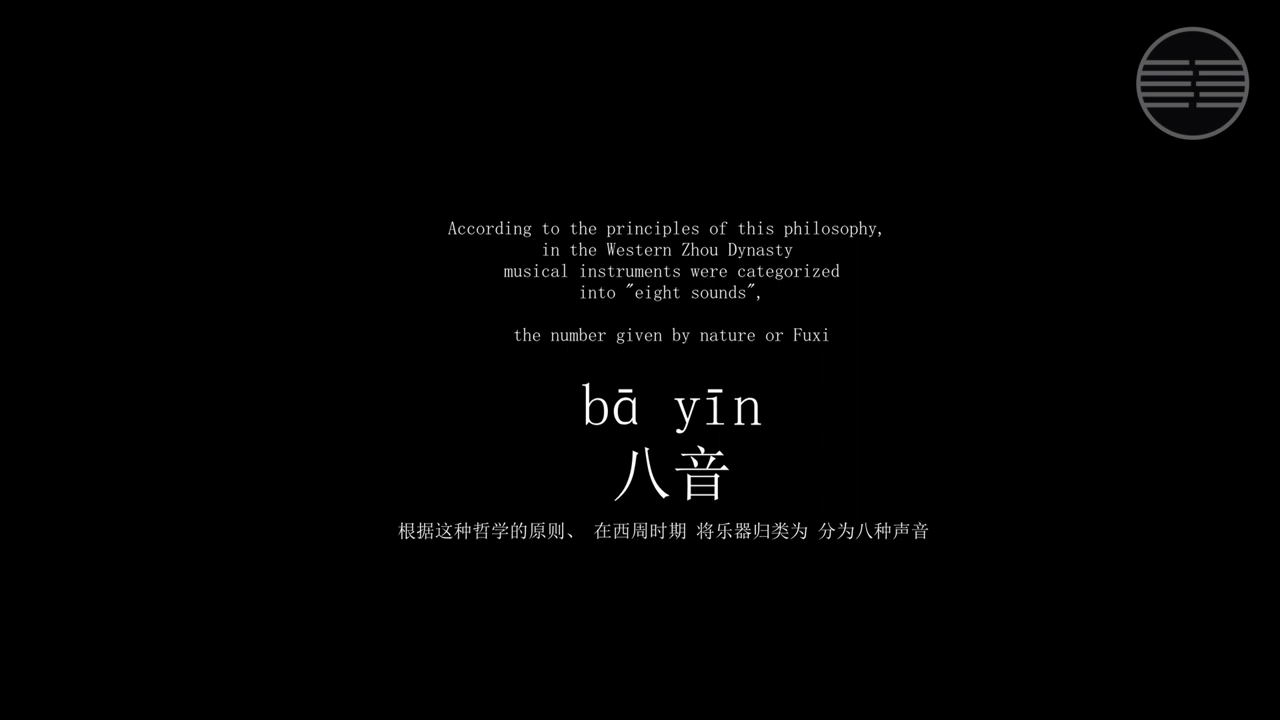 According to the principles of this philosophy,
in the Western Zhou Dynasty
musical instruments were categorized
into "eight sounds",
the number given by nature or Fuxi
bā yīn
八音
根据这种哲学的原则、 在西周时期 将乐器归类为 分为八种声音